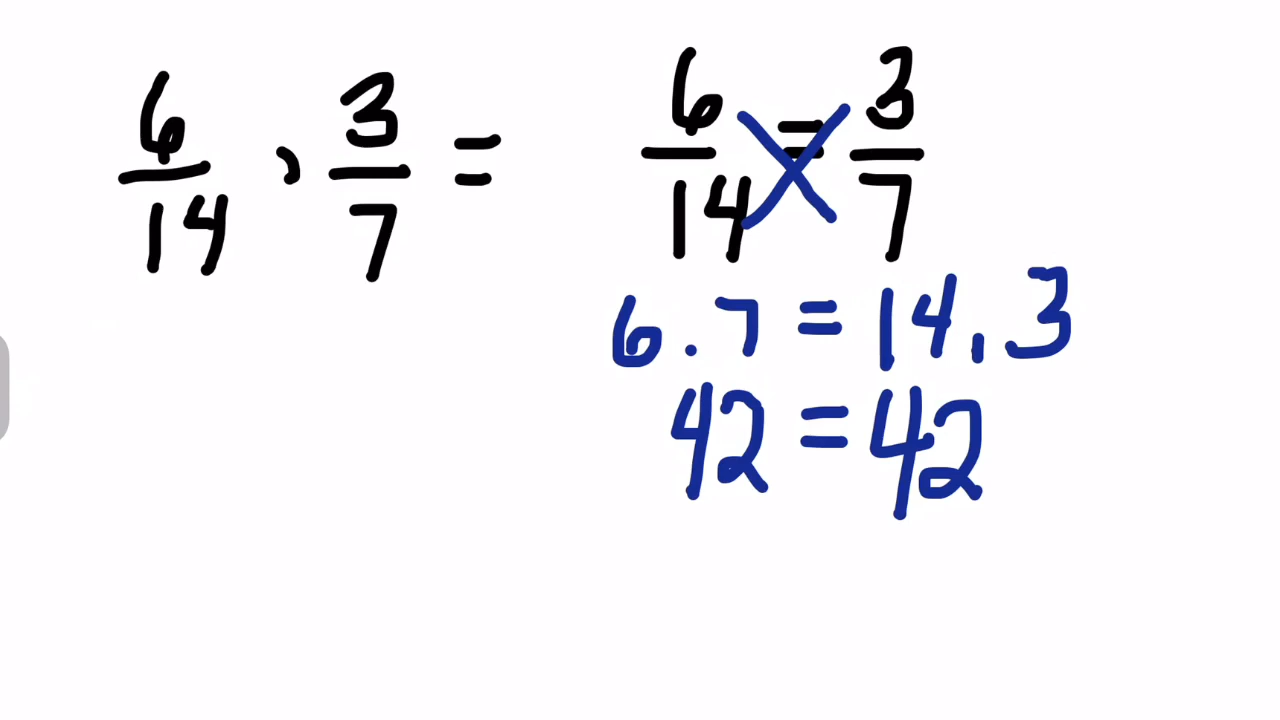 6/14 · 3/7 =
6/14 = 3/7
6 . 7 = 14 . 3
42 = 42